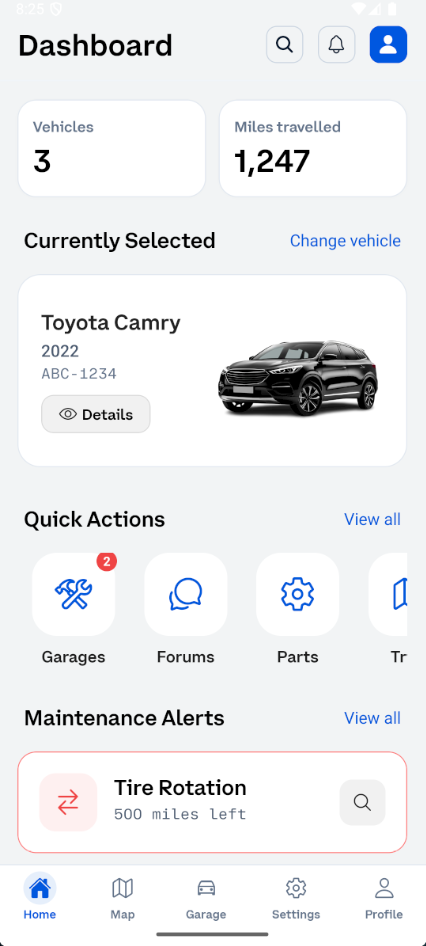 8:25
Dashboard
Vehicles
3
Miles travelled
1,247
Currently Selected
Change vehicle
Toyota Camry
2022
ABC-1234
Details
Quick Actions
View all
2
Garages
Forums
Parts
Tr
Maintenance Alerts
View all
Tire Rotation
500 miles left
Home
Map
Garage
Settings
Profile